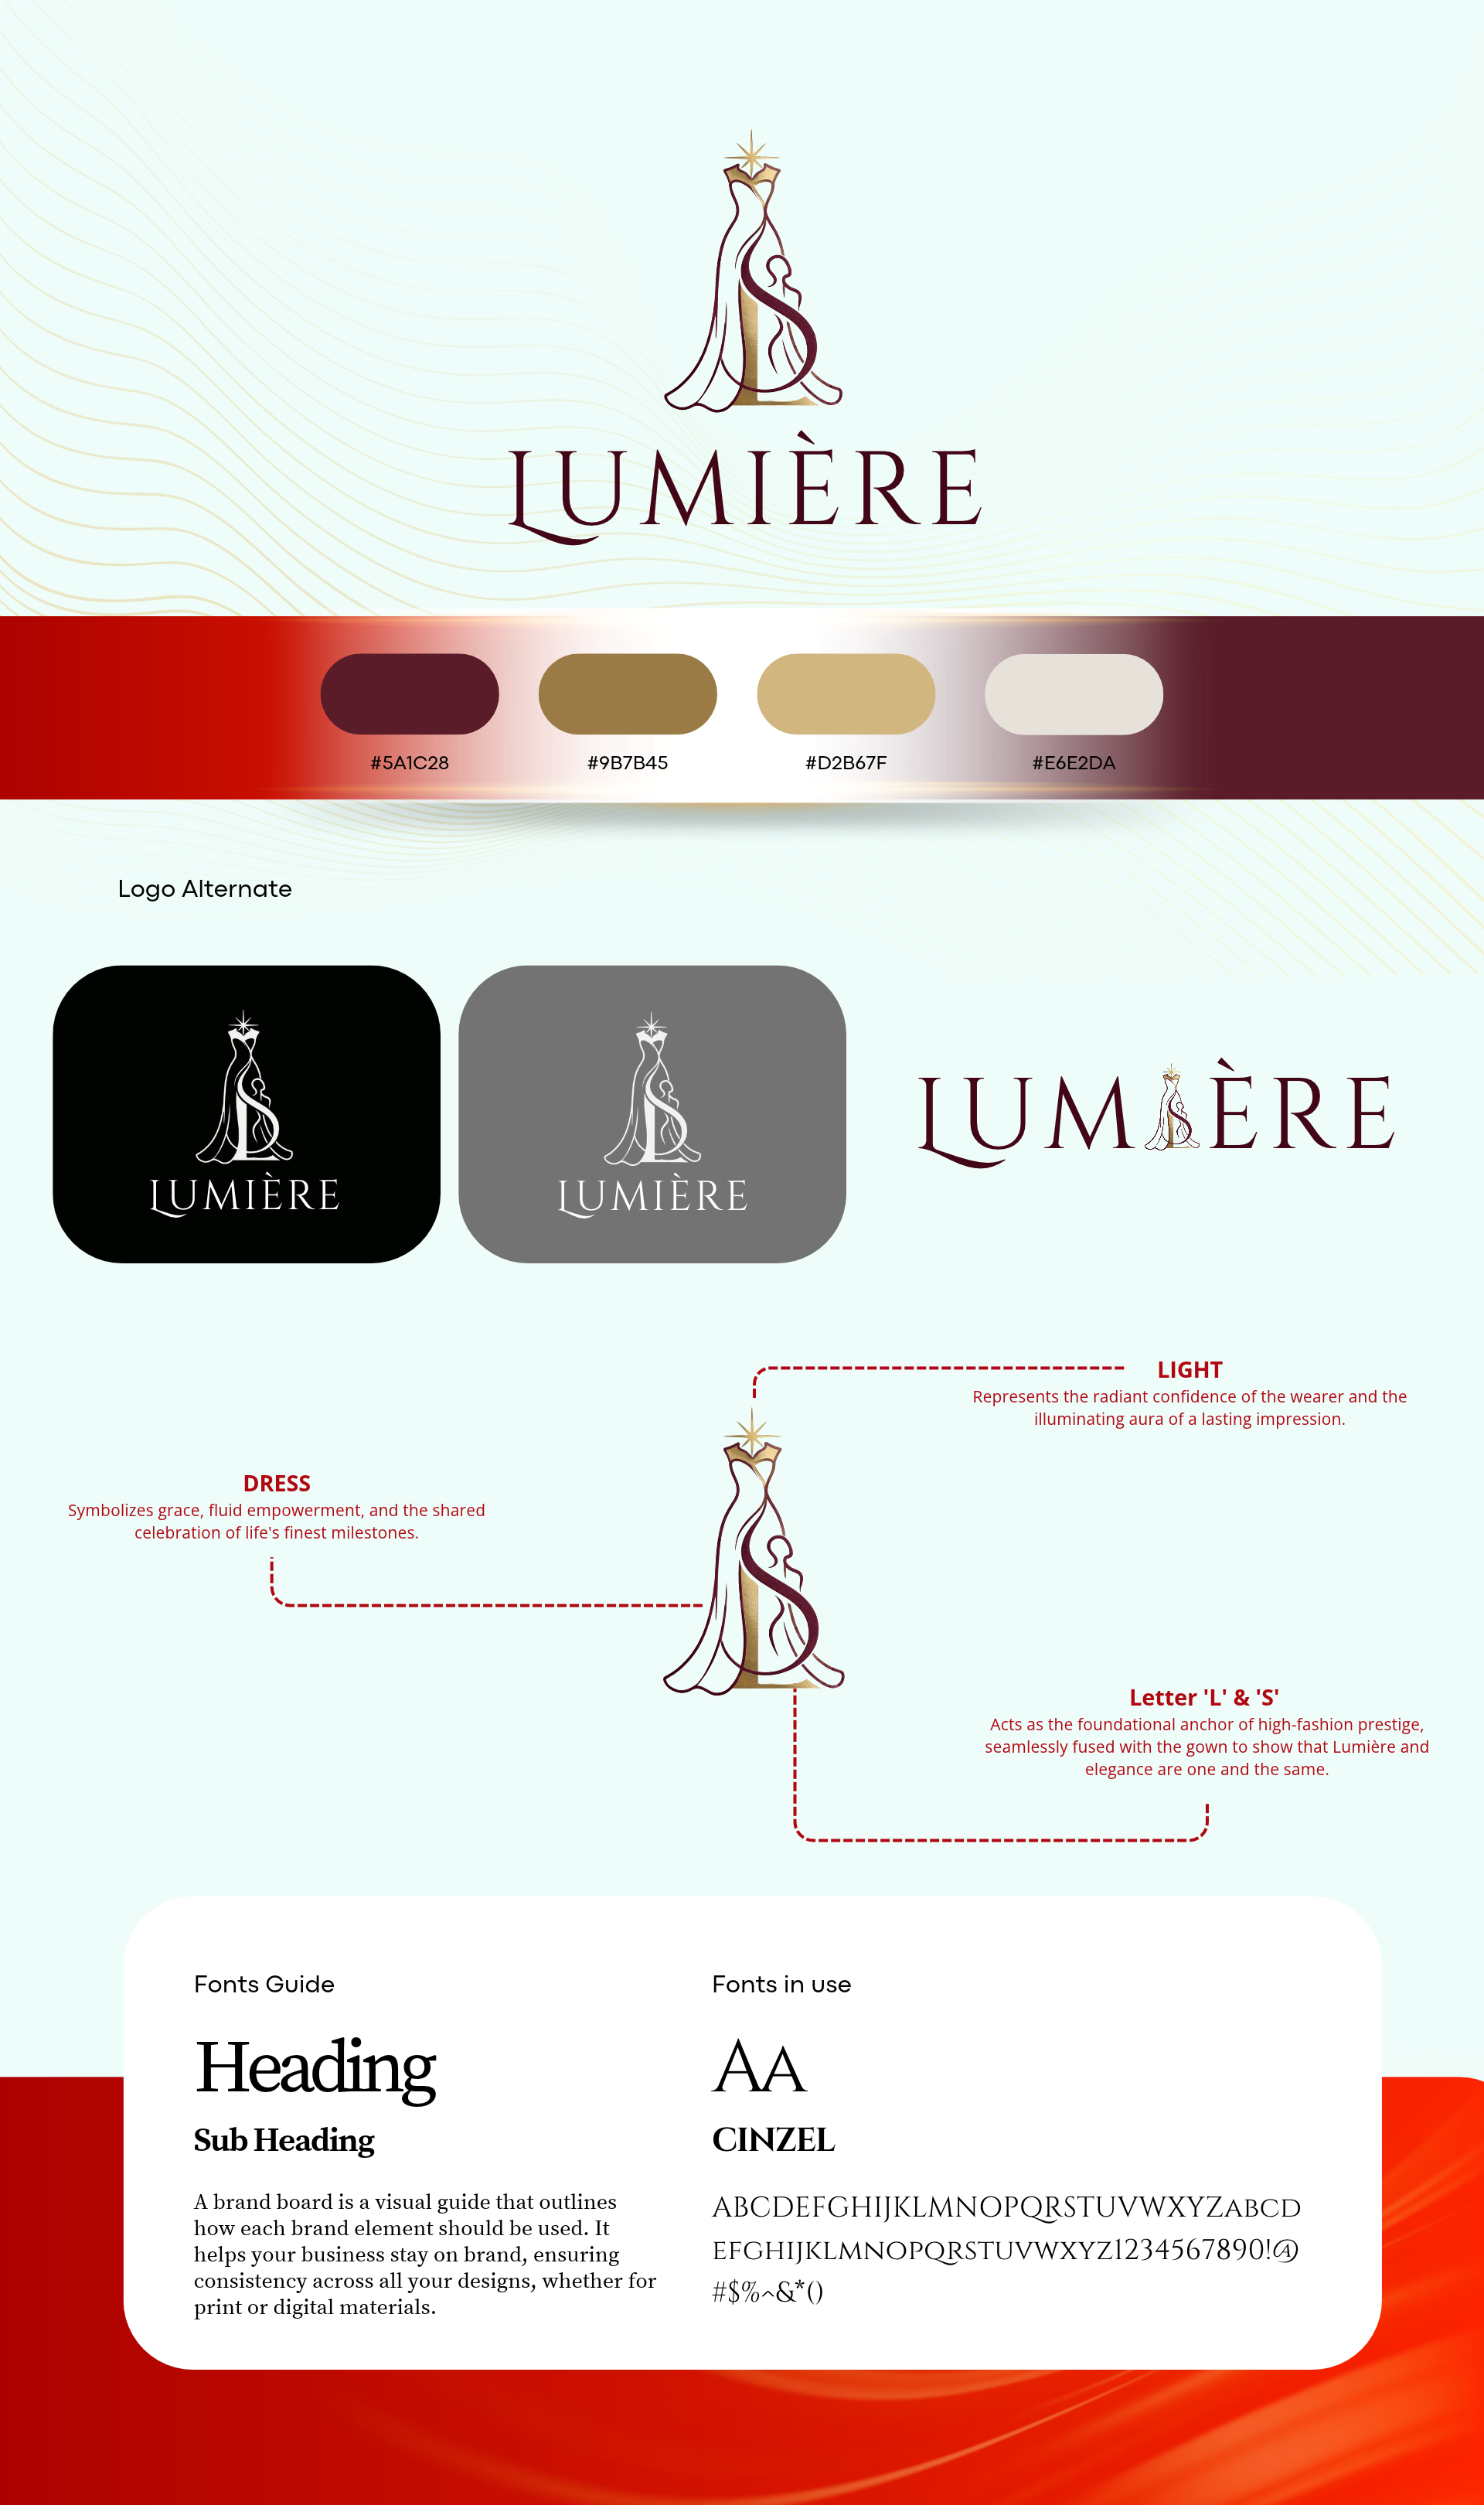 LUMIÈRE
#5A1C28
#9B7B45
#D2B67F
#E6E2DA
Logo Alternate
LUMIÈRE
LUMIÈRE
LUMÈRE
LIGHT
Represents the radiant confidence of the wearer and the
illuminating aura of a lasting impression.
DRESS
Symbolizes grace, fluid empowerment, and the shared
celebration of life's finest milestones.
Letter 'L' & 'S'
Acts as the foundational anchor of high-fashion prestige,
seamlessly fused with the gown to show that Lumière and
elegance are one and the same.
Fonts Guide
Heading
Sub Heading
A brand board is a visual guide that outlines
how each brand element should be used. It
helps your business stay on brand, ensuring
consistency across all your designs, whether for
print or digital materials.
Fonts in use
Aa
CINZEL
ABCDEFGHIJKLMNOPQRSTUVWXYZabcd
efghijklmnopqrstuvwxyz1234567890!@
#$%^&*()